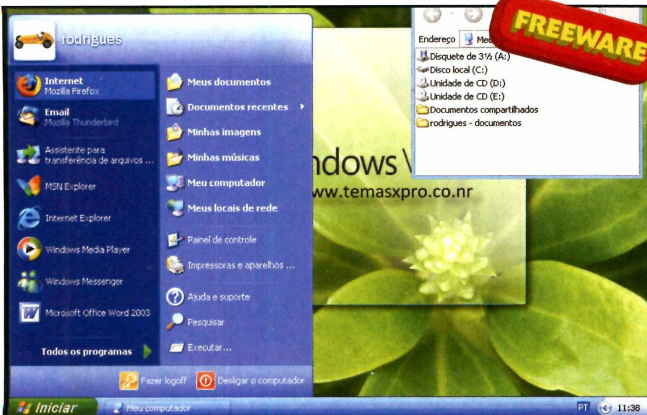 FREEWARE
rodrigues
Endereço
Disquete de 3½ (A:)
Disco local (C:)
Unidade de CD (D:)
Unidade de CD (E:)
Documentos compartilhados
rodrigues - documentos
Internet
Mozilla Firefox
Email
Mozilla Thunderbird
Assistente para
transferência de arquivos ...
MSN Explorer
Internet Explorer
Windows Media Player
Windows Messenger
Microsoft Office Word 2003
Todos os programas
Meus documentos
Documentos recentes
Minhas imagens
Minhas músicas
Meu computador
Meus locais de rede
Painel de controle
Impressoras e aparelhos ...
Ajuda e suporte
Pesquisar
Executar...
ndows
ww.temasxpro.co.nr
Fazer logoff
Desligar o computador
Iniciar
Meu computador
PT
11:38